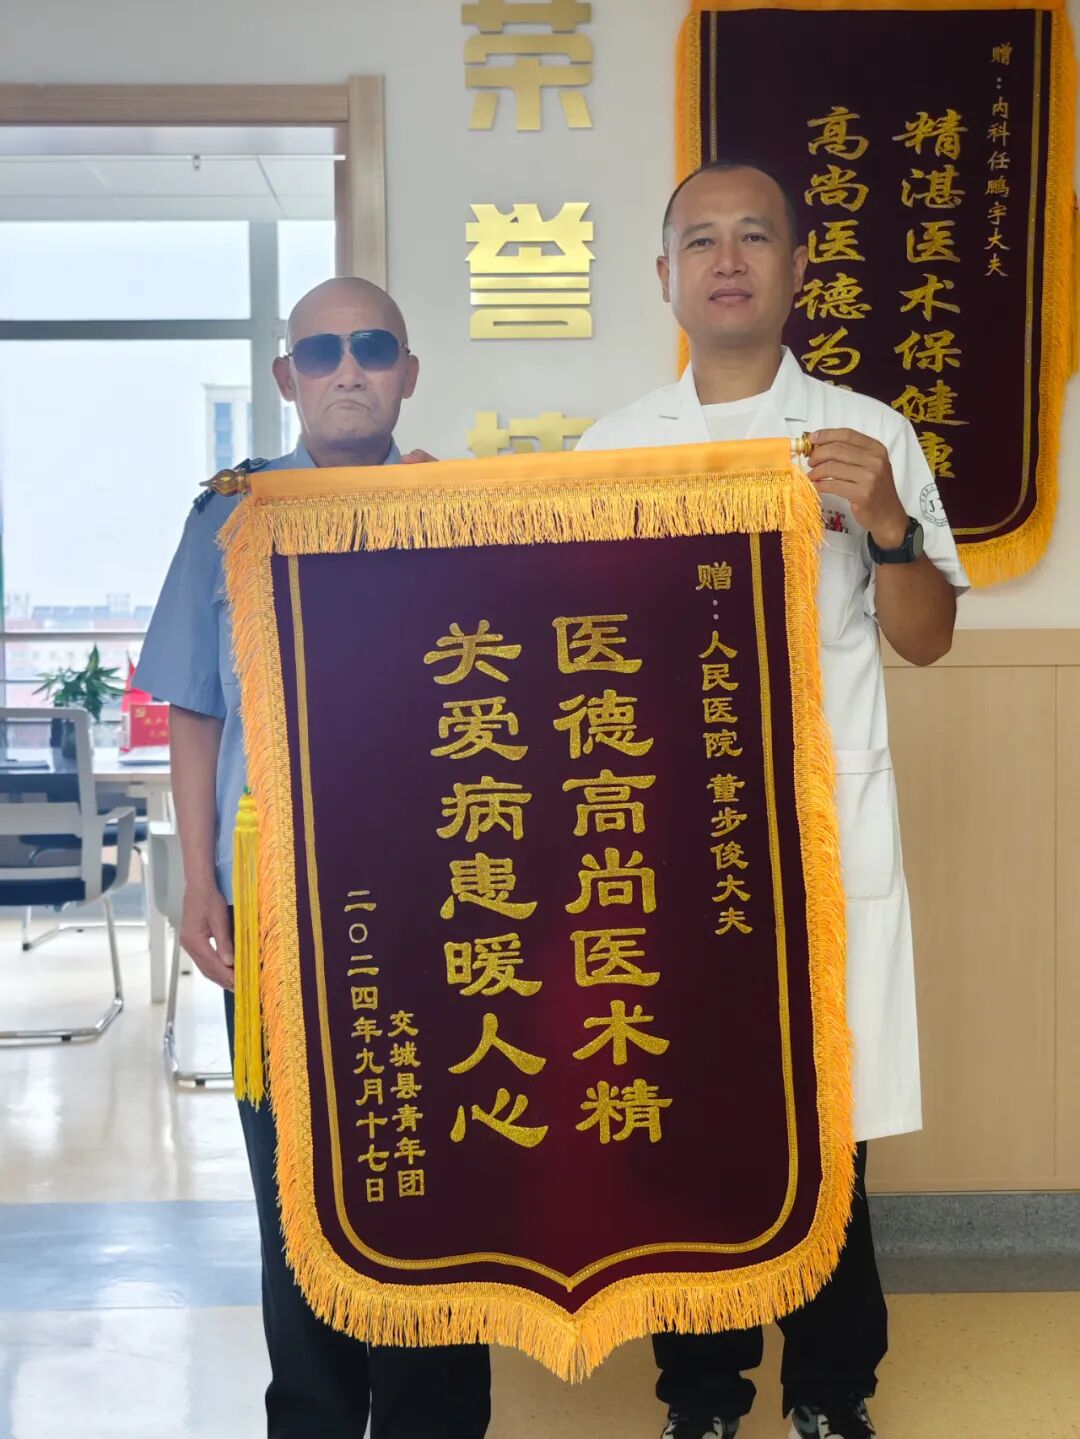 荣誉
赠：内科任鹏宇大夫
精湛医术保健康
高尚医德为
赠：人民医院 董步俊大夫
医德高尚医术精
关爱病患暖人心
交城县青年团
二〇二四年九月十七日